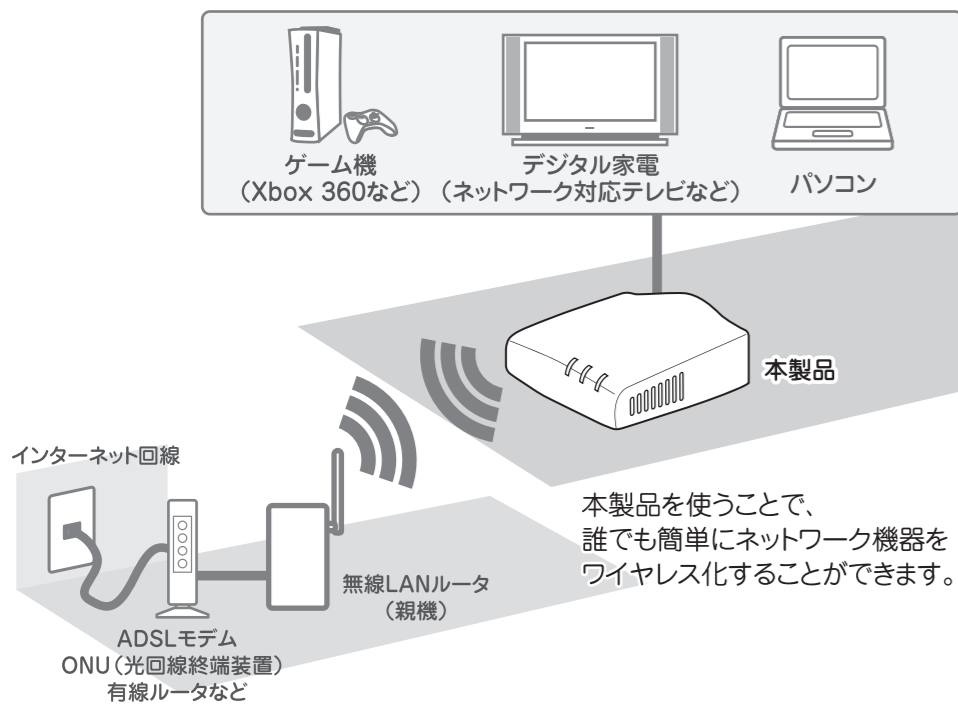 ゲーム機
（Xbox 360など）
デジタル家電
（ネットワーク対応テレビなど）
パソコン
本製品
インターネット回線
本製品を使うことで、
誰でも簡単にネットワーク機器を
ワイヤレス化することができます。
無線LANルータ
（親機）
ADSLモデム
ONU（光回線終端装置）
有線ルータなど